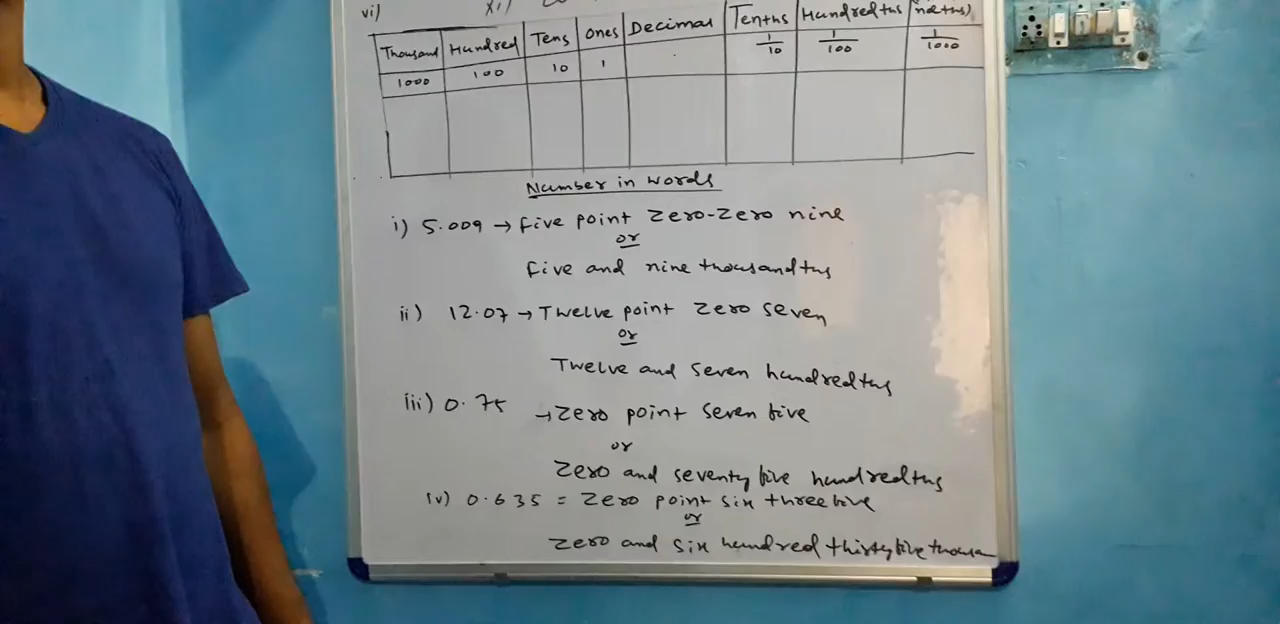 vi) xi)
Thousand Hundred Tens Ones Decimal Tenths Hundredths
1000 100 10 1 1/10 1/100 1/1000
Number in words
i) 5.009 → five point zero-zero nine
or
five and nine thousandths
ii) 12.07 → Twelve point zero seven
or
Twelve and seven hundredths
iii) 0.75 → zero point seven five
or
zero and seventy five hundredths
iv) 0.635 = zero point six three five
or
zero and six hundred thirty five thousan